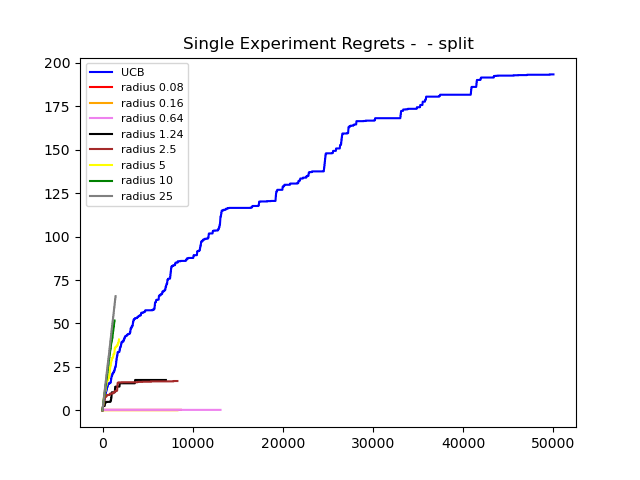 Single Experiment Regrets -  - split
200
175
150
125
100
75
50
25
0
UCB
radius 0.08
radius 0.16
radius 0.64
radius 1.24
radius 2.5
radius 5
radius 10
radius 25
0 10000 20000 30000 40000 50000